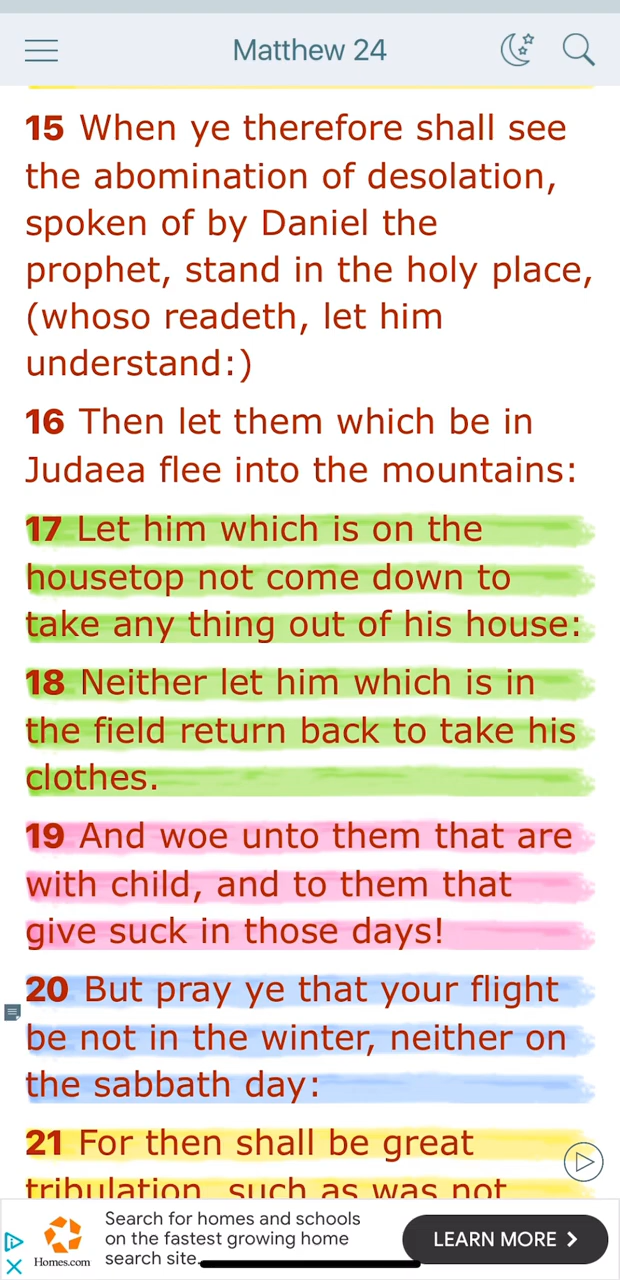 Matthew 24
15 When ye therefore shall see
the abomination of desolation,
spoken of by Daniel the
prophet, stand in the holy place,
(whoso readeth, let him
understand:)
16 Then let them which be in
Judaea flee into the mountains:
17 Let him which is on the
housetop not come down to
take any thing out of his house:
18 Neither let him which is in
the field return back to take his
clothes.
19 And woe unto them that are
with child, and to them that
give suck in those days!
20 But pray ye that your flight
be not in the winter, neither on
the sabbath day:
21 For then shall be great
tribulation, such as was not
Search for homes and schools
on the fastest growing home
search site.
Homes.com
LEARN MORE